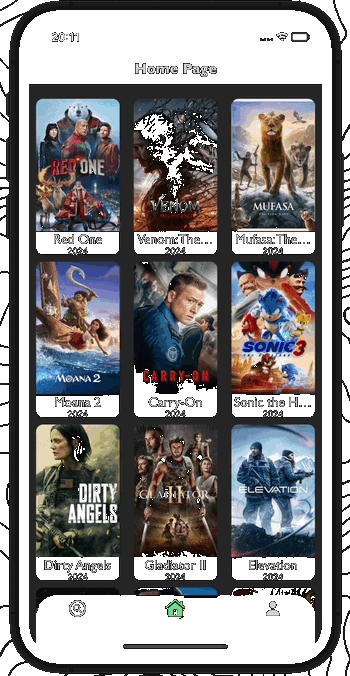 20:11
Home Page
RED ONE
VENOM
MUFASA
Red One
Venom: The...
Mufasa: The...
2024
2024
2024
MOANA 2
CARRY-ON
SONIC 3
Moana 2
Carry-On
Sonic the H...
2024
2024
2024
DIRTY
ANGELS
GLADIATOR
II
ELEVATION
Dirty Angels
Gladiator II
Elevation
2024
2024
2024